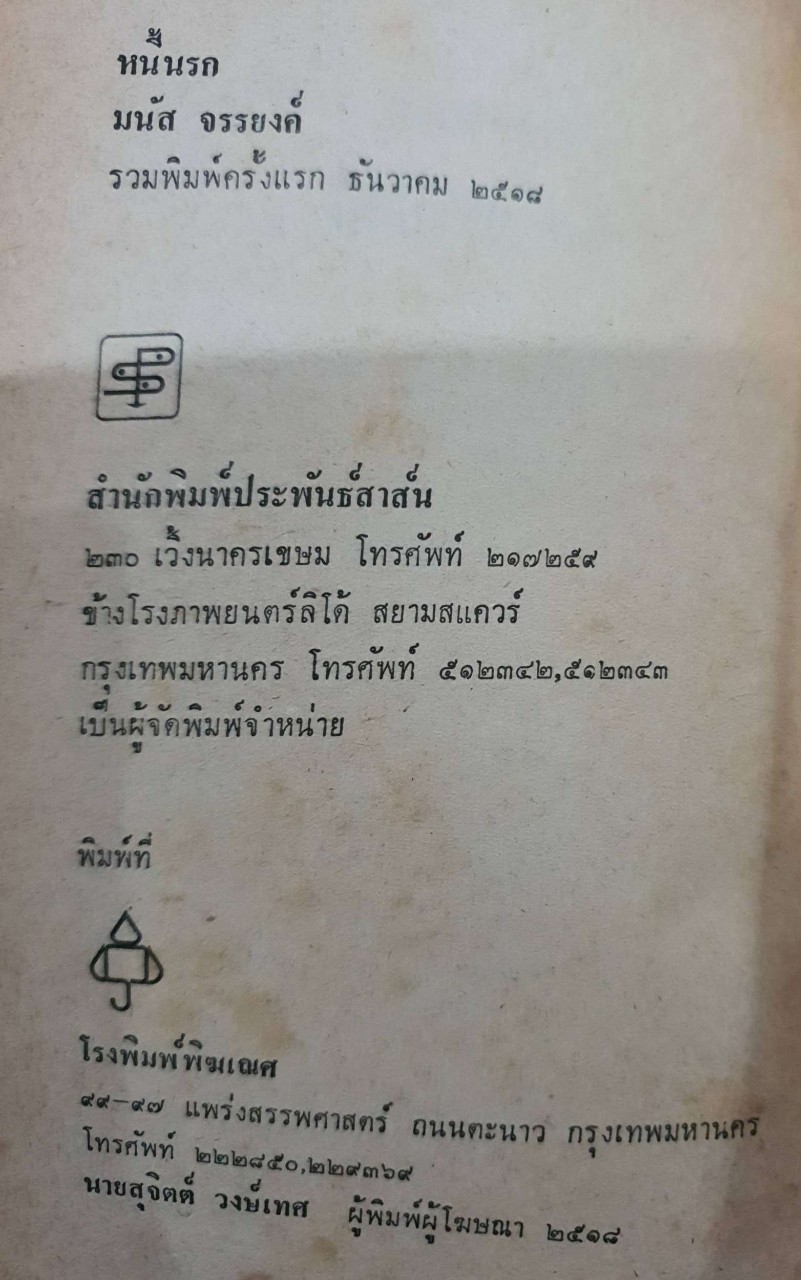 หนี้นรก
มนัส จรรยงค์
รวมพิมพ์ครั้งแรก ธันวาคม ๒๕๑๘
สำนักพิมพ์ประพันธ์สาส์น
๒๓๐ เวิ้งนาครเขษม โทรศัพท์ ๒๑๗๒๕๙
ข้างโรงภาพยนตร์ลิโด้ สยามสแควร์
กรุงเทพมหานคร โทรศัพท์ ๕๑๒๓๔๒,๕๑๒๓๔๓
เป็นผู้จัดพิมพ์จำหน่าย
พิมพ์ที่
โรงพิมพ์พิฆเณศ
๙๙-๙๗ แพร่งสรรพศาสตร์ ถนนตะนาว กรุงเทพมหานคร
โทรศัพท์ ๒๒๒๘๕๐,๒๒๙๓๖๙
นายสุจิตต์ วงษ์เทศ ผู้พิมพ์ผู้โฆษณา ๒๕๑๘